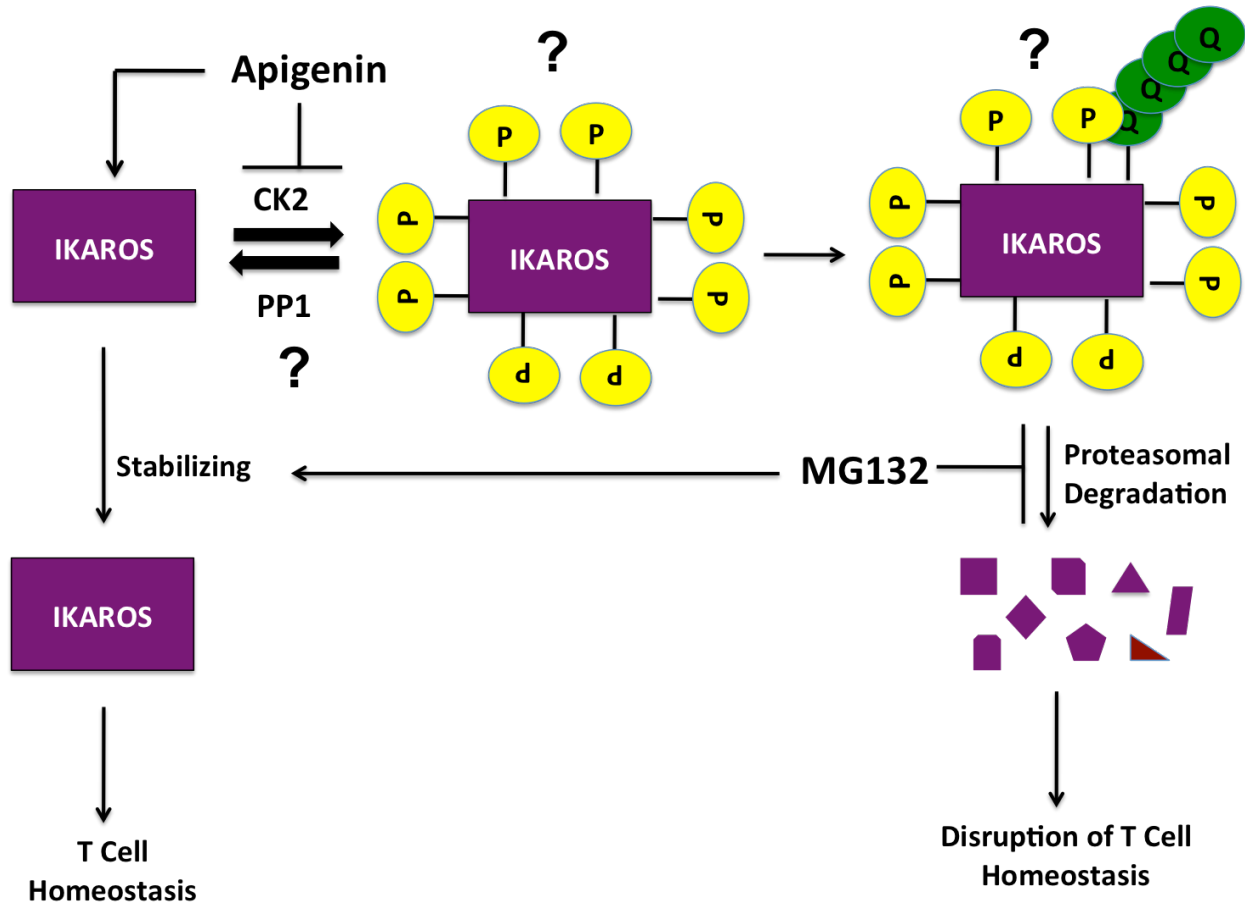 ?
?
Q
Q
Q
Q
Apigenin
P
P
P
P
CK2
P
P
P
P
IKAROS
IKAROS
IKAROS
P
P
P
P
PP1
P
P
P
P
?
Stabilizing
MG132
Proteasomal
Degradation
IKAROS
T Cell
Homeostasis
Disruption of T Cell
Homeostasis